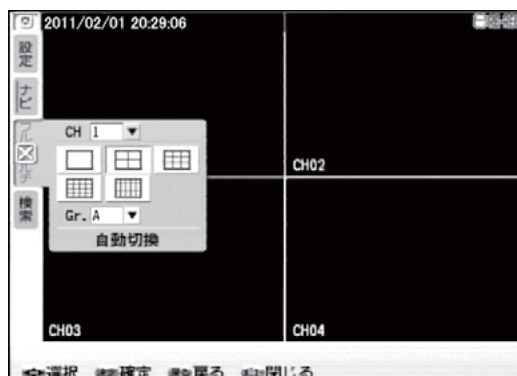 2011/02/01 20:29:06
設定
ナビ
CH 1
CH02
検索
Gr. A
自動切換
CH03
CH04
選択 確定 戻る 閉じる